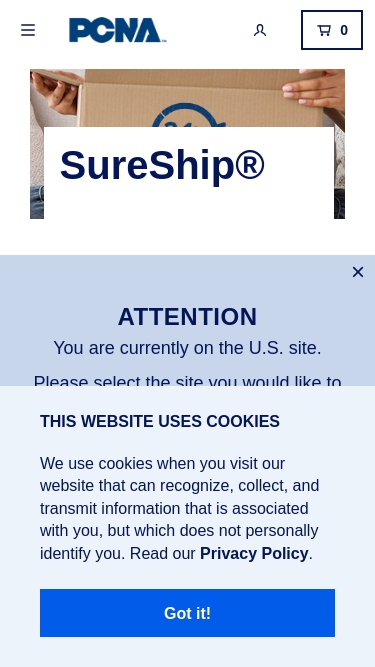 PCNA
0
SureShip®
ATTENTION
You are currently on the U.S. site.
Please select the site you would like to
THIS WEBSITE USES COOKIES
We use cookies when you visit our
website that can recognize, collect, and
transmit information that is associated
with you, but which does not personally
identify you. Read our Privacy Policy.
Got it!